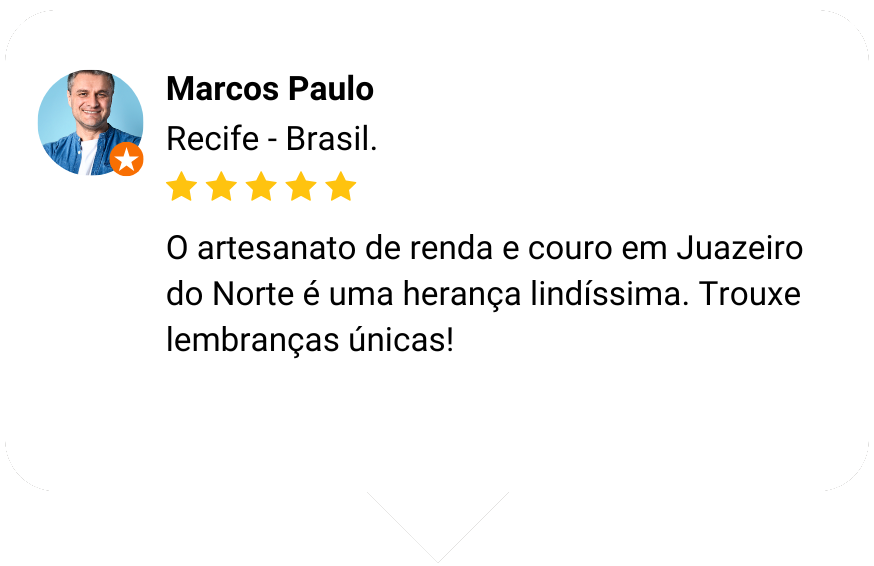 Marcos Paulo
Recife - Brasil.
O artesanato de renda e couro em Juazeiro
do Norte é uma herança lindíssima. Trouxe
lembranças únicas!